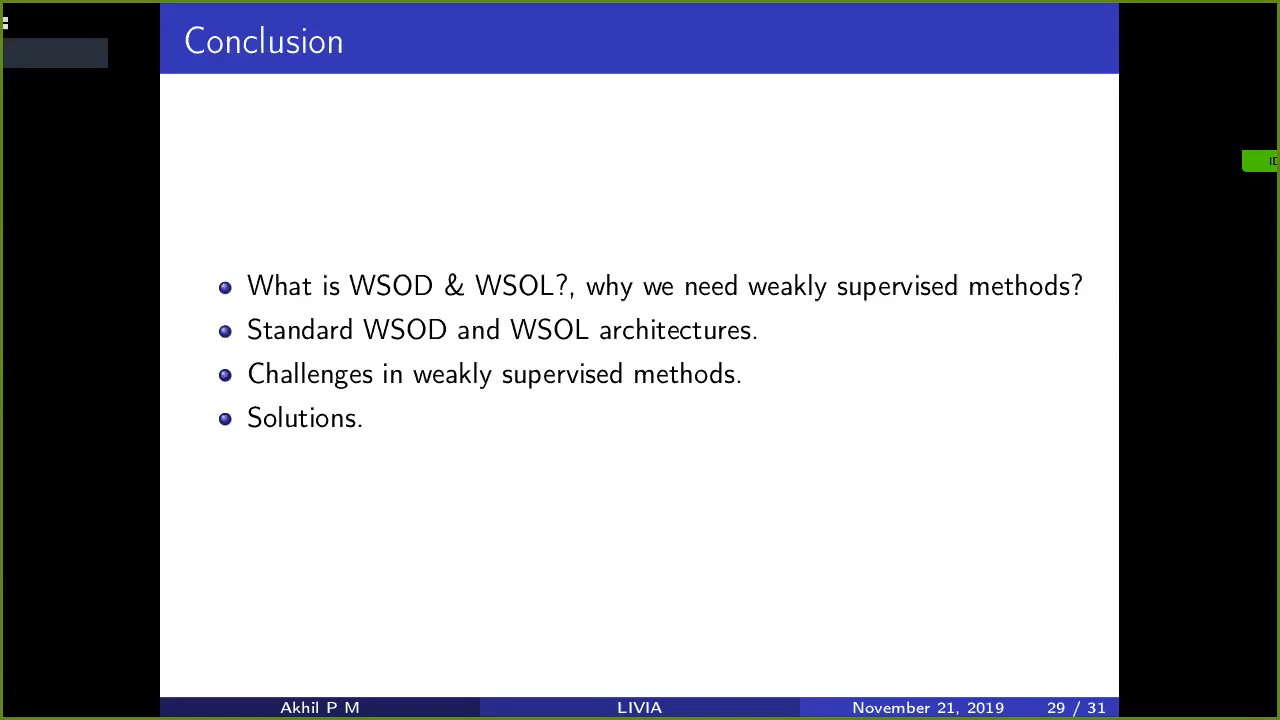 Conclusion
What is WSOD & WSOL?, why we need weakly supervised methods?
Standard WSOD and WSOL architectures.
Challenges in weakly supervised methods.
Solutions.
Akhil P M LIVIA November 21, 2019 29 / 31